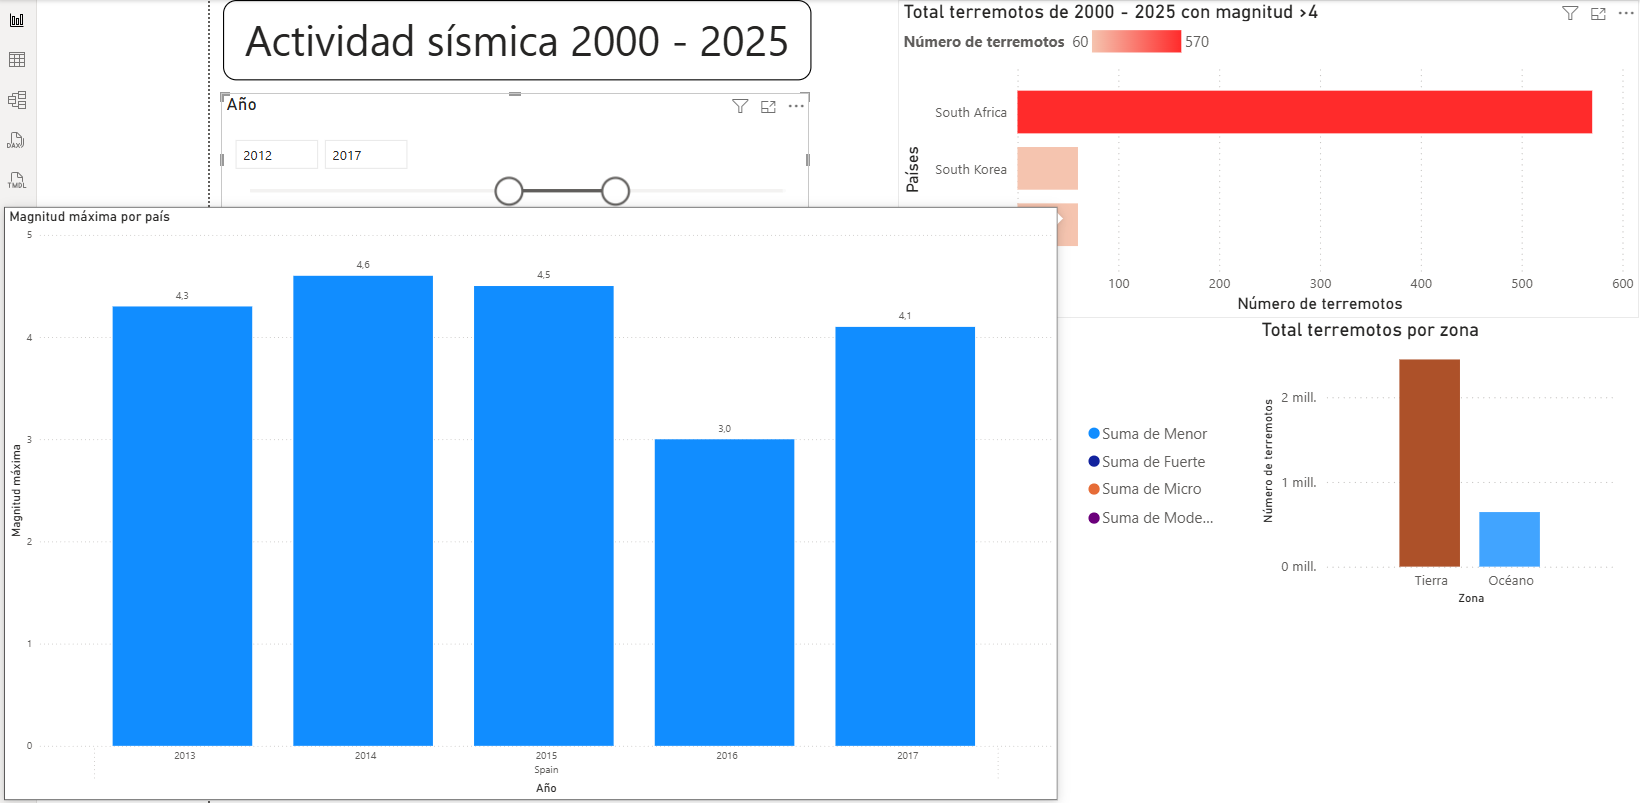 Actividad sísmica 2000 - 2025
Año
2012
2017
Total terremotos de 2000 - 2025 con magnitud >4
Número de terremotos 60 570
Países
South Africa
South Korea
100 200 300 400 500 600
Número de terremotos
DAX
TMDL
Magnitud máxima por país
Magnitud máxima
5
4
3
2
1
0
4,3
4,6
4,5
3,0
4,1
2013 2014 2015 2016 2017
Spain
Año
Suma de Menor
Suma de Fuerte
Suma de Micro
Suma de Mode...
Total terremotos por zona
Número de terremotos
2 mill.
1 mill.
0 mill.
Tierra Océano
Zona